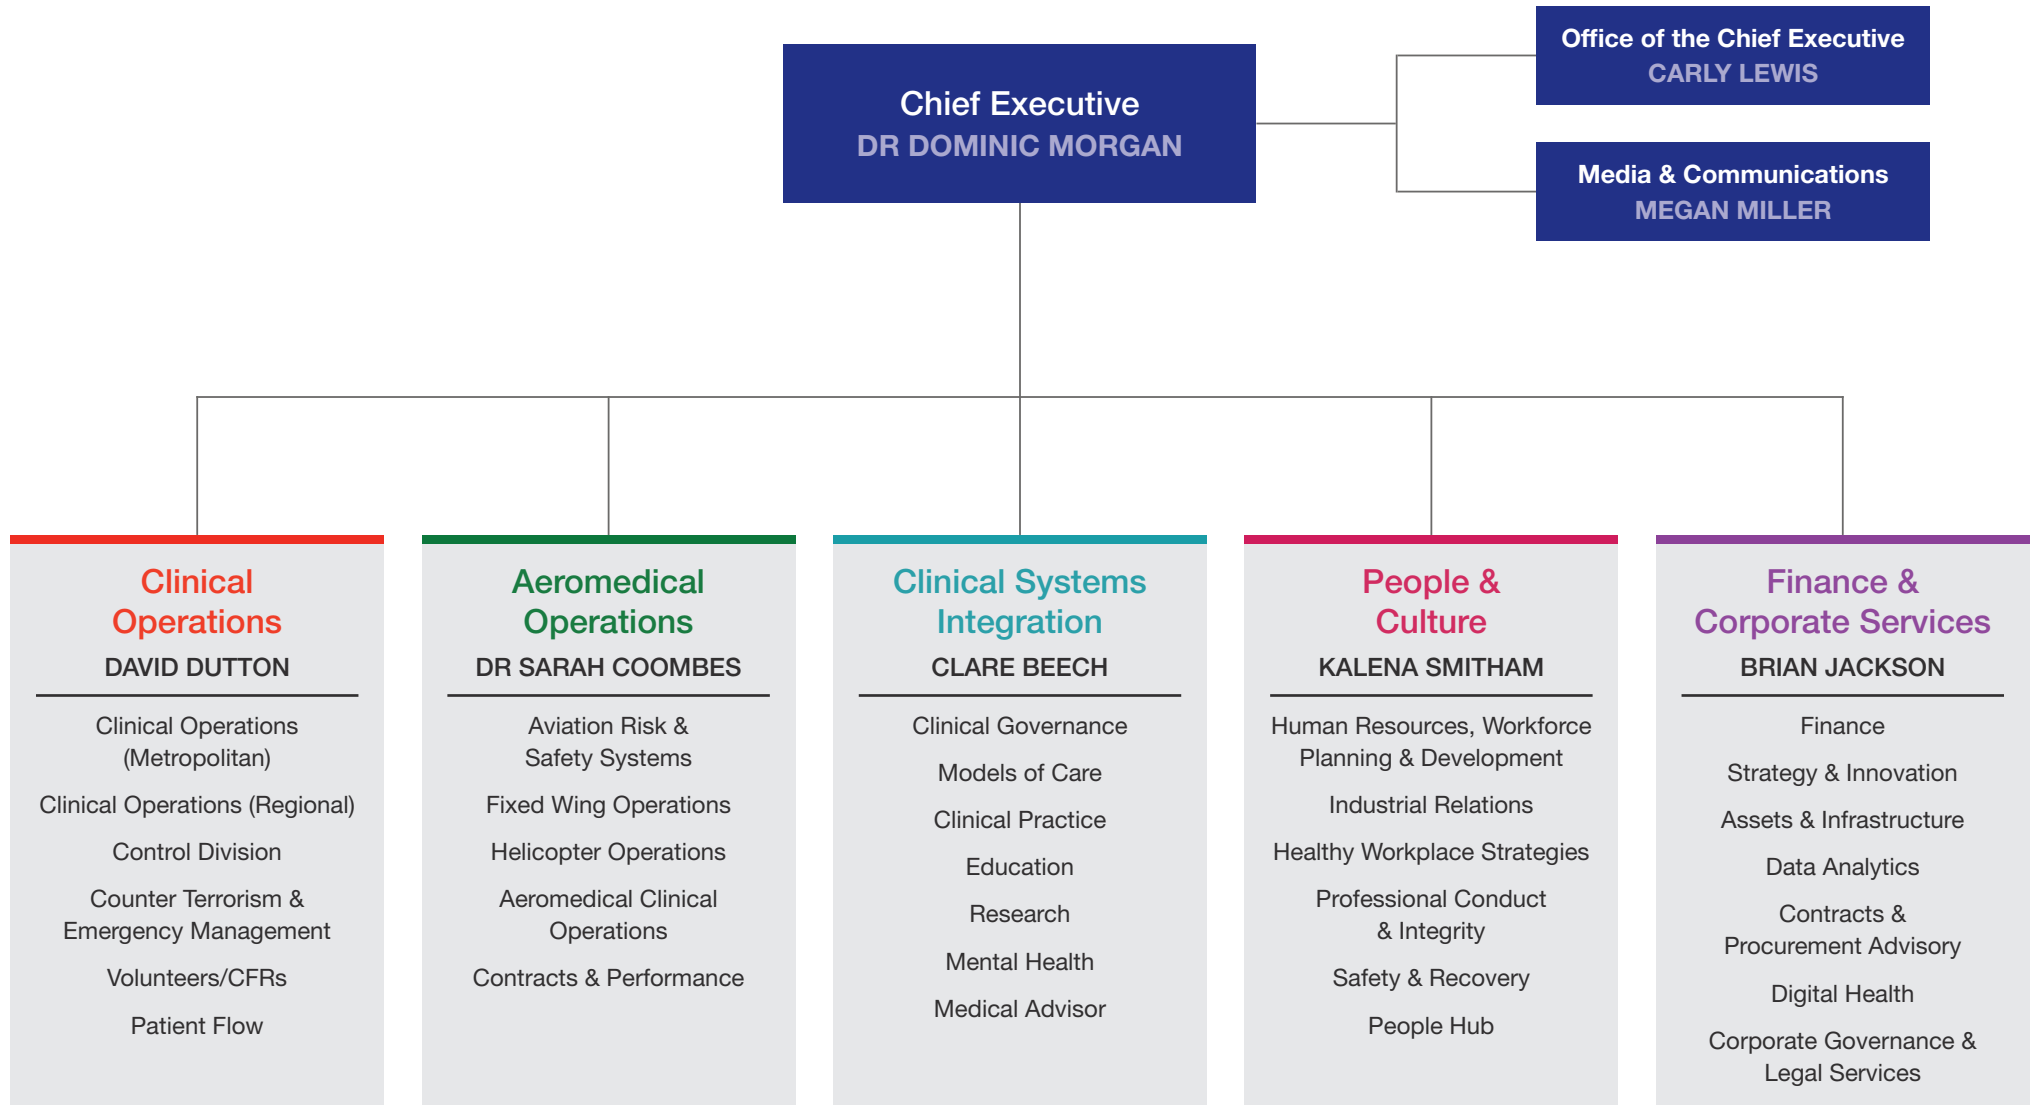 Chief Executive
DR DOMINIC MORGAN
Office of the Chief Executive
CARLY LEWIS
Media & Communications
MEGAN MILLER
Clinical
Operations
DAVID DUTTON
Clinical Operations
(Metropolitan)
Clinical Operations (Regional)
Control Division
Counter Terrorism &
Emergency Management
Volunteers/CFRs
Patient Flow
Aeromedical
Operations
DR SARAH COOMBES
Aviation Risk &
Safety Systems
Fixed Wing Operations
Helicopter Operations
Aeromedical Clinical
Operations
Contracts & Performance
Clinical Systems
Integration
CLARE BEECH
Clinical Governance
Models of Care
Clinical Practice
Education
Research
Mental Health
Medical Advisor
People &
Culture
KALENA SMITHAM
Human Resources, Workforce
Planning & Development
Industrial Relations
Healthy Workplace Strategies
Professional Conduct
& Integrity
Safety & Recovery
People Hub
Finance &
Corporate Services
BRIAN JACKSON
Finance
Strategy & Innovation
Assets & Infrastructure
Data Analytics
Contracts &
Procurement Advisory
Digital Health
Corporate Governance &
Legal Services